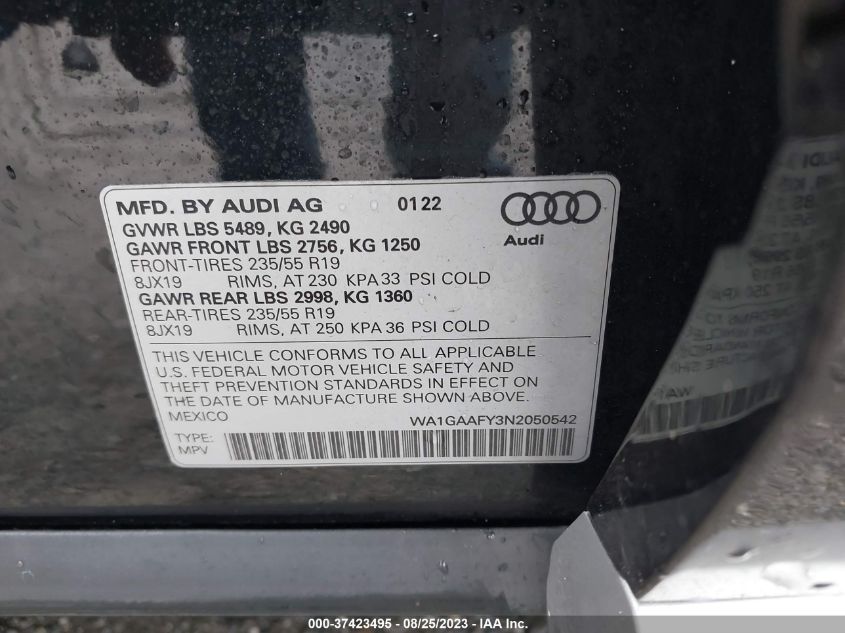 MFD. BY AUDI AG 01 22
GVWR LBS 5489, KG 2490
GAWR FRONT LBS 2756, KG 1250
FRONT-TIRES 235/55 R19
8JX19 RIMS, AT 230 KPA 33 PSI COLD
GAWR REAR LBS 2998, KG 1360
REAR-TIRES 235/55 R19
8JX19 RIMS, AT 250 KPA 36 PSI COLD
Audi
THIS VEHICLE CONFORMS TO ALL APPLICABLE
U.S. FEDERAL MOTOR VEHICLE SAFETY AND
THEFT PREVENTION STANDARDS IN EFFECT ON
THE DATE OF MANUFACTURE SHOWN ABOVE.
MEXICO WA1GAAFY3N2050542
TYPE:
MPV
000-37423495 - 08/25/2023 - IAAI.COM